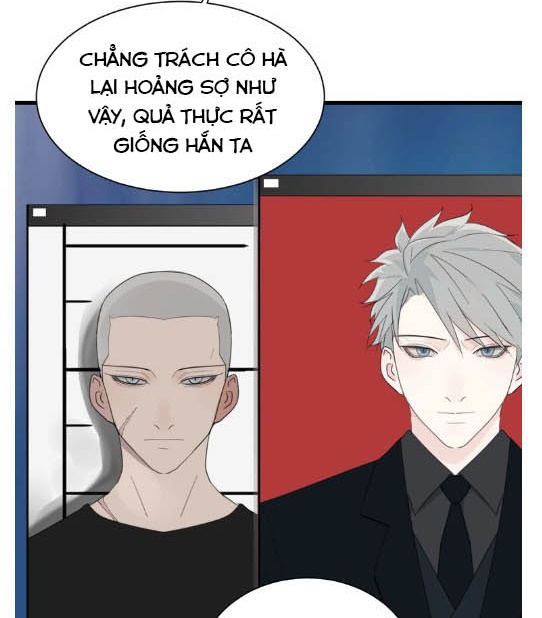 CHẲNG TRÁCH CÔ HÀ
LẠI HOẢNG SỢ NHƯ
VẬY, QUẢ THỰC RẤT
GIỐNG HẮN TA